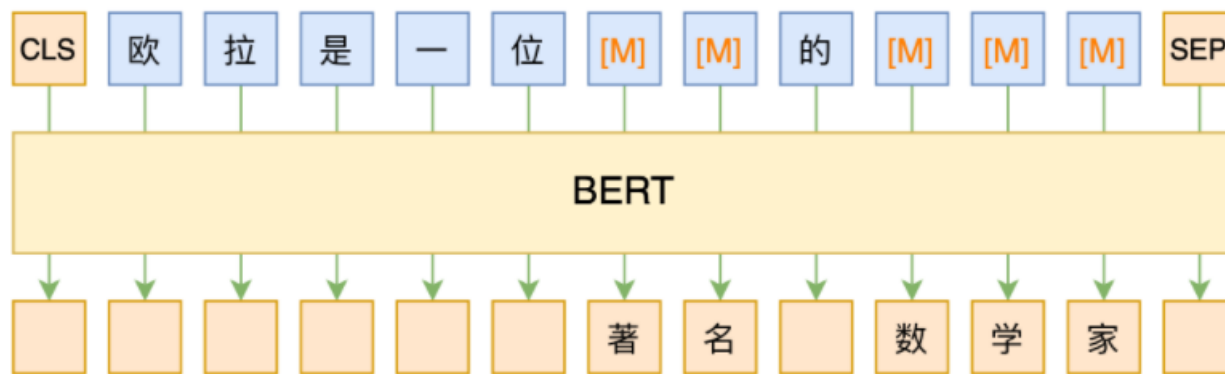 CLS 欧 拉 是 一 位 [M] [M] 的 [M] [M] [M] SEP
BERT
著 名 数 学 家